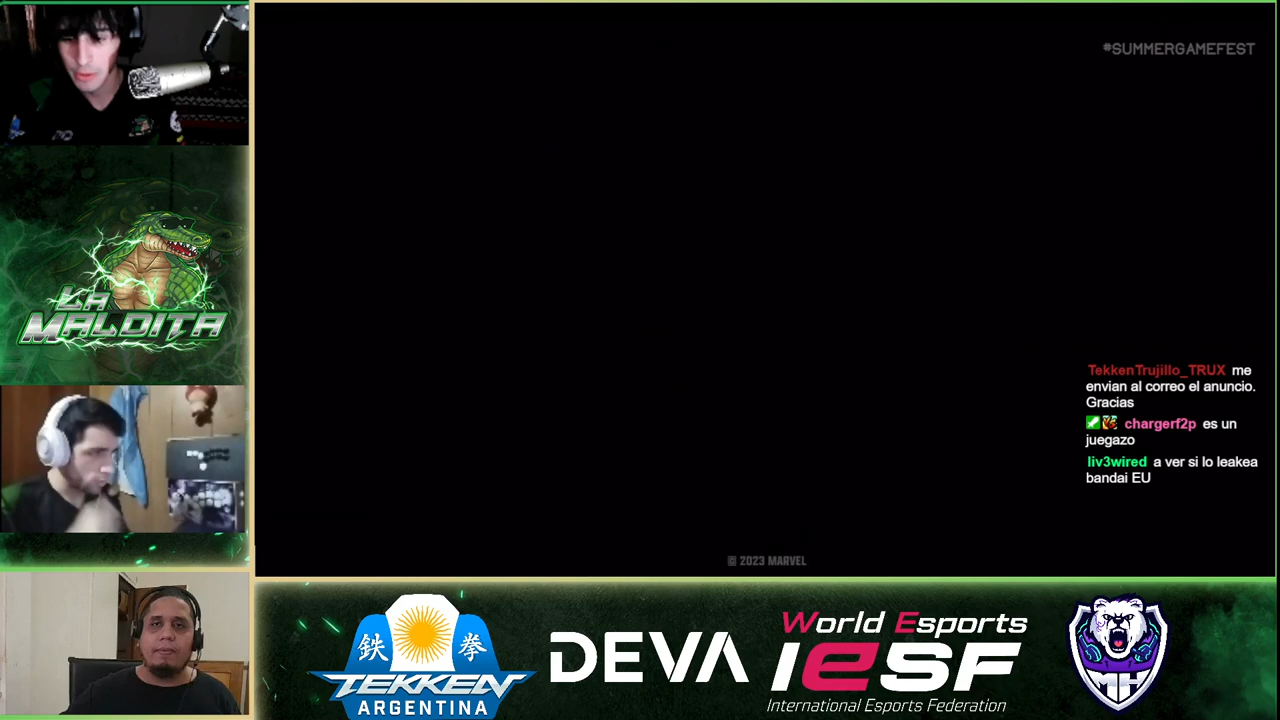 #SUMMERGAMEFEST
LA
MALDITA
TekkenTrujillo_TRUX me
envian al correo el anuncio.
Gracias
chargerf2p es un
juegazo
liv3wired a ver si lo leakea
bandai EU
© 2023 MARVEL
鉄 拳
TEKKEN
ARGENTINA
DEVA
World Esports
IESF
International Esports Federation
MH